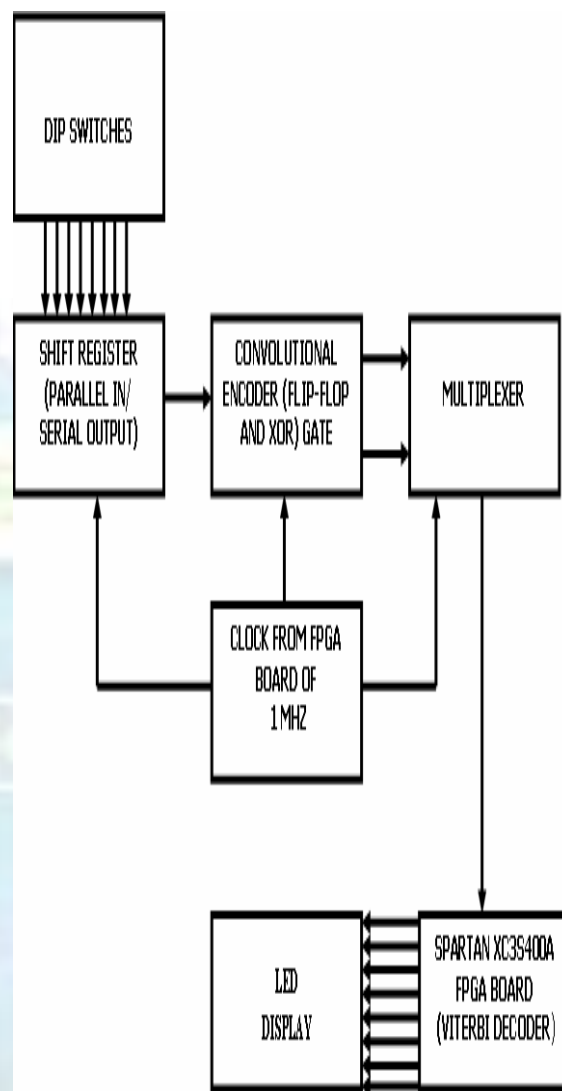 DIP SWITCHES
SHIFT REGISTER
(PARALLEL IN/
SERIAL OUTPUT)
CONVOLUTIONAL
ENCODER (FLIP-FLOP
AND XOR) GATE
MULTIPLEXER
CLOCK FROM FPGA
BOARD OF
1 MHZ
LED
DISPLAY
SPARTAN XC3S400A
FPGA BOARD
(VITERBI DECODER)